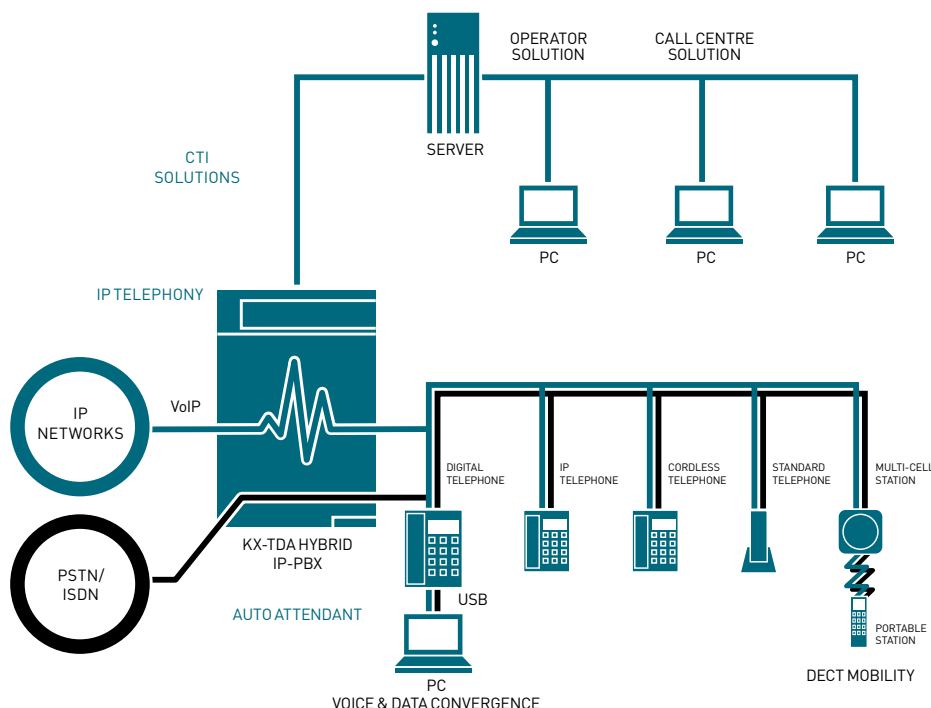 OPERATOR
SOLUTION
CALL CENTRE
SOLUTION
SERVER
CTI
SOLUTIONS
PC
PC
PC
IP TELEPHONY
IP
NETWORKS
VoIP
DIGITAL
TELEPHONE
IP
TELEPHONE
CORDLESS
TELEPHONE
STANDARD
TELEPHONE
MULTI-CELL
STATION
KX-TDA HYBRID
IP-PBX
PSTN/
ISDN
USB
AUTO ATTENDANT
PORTABLE
STATION
DECT MOBILITY
PC
VOICE & DATA CONVERGENCE